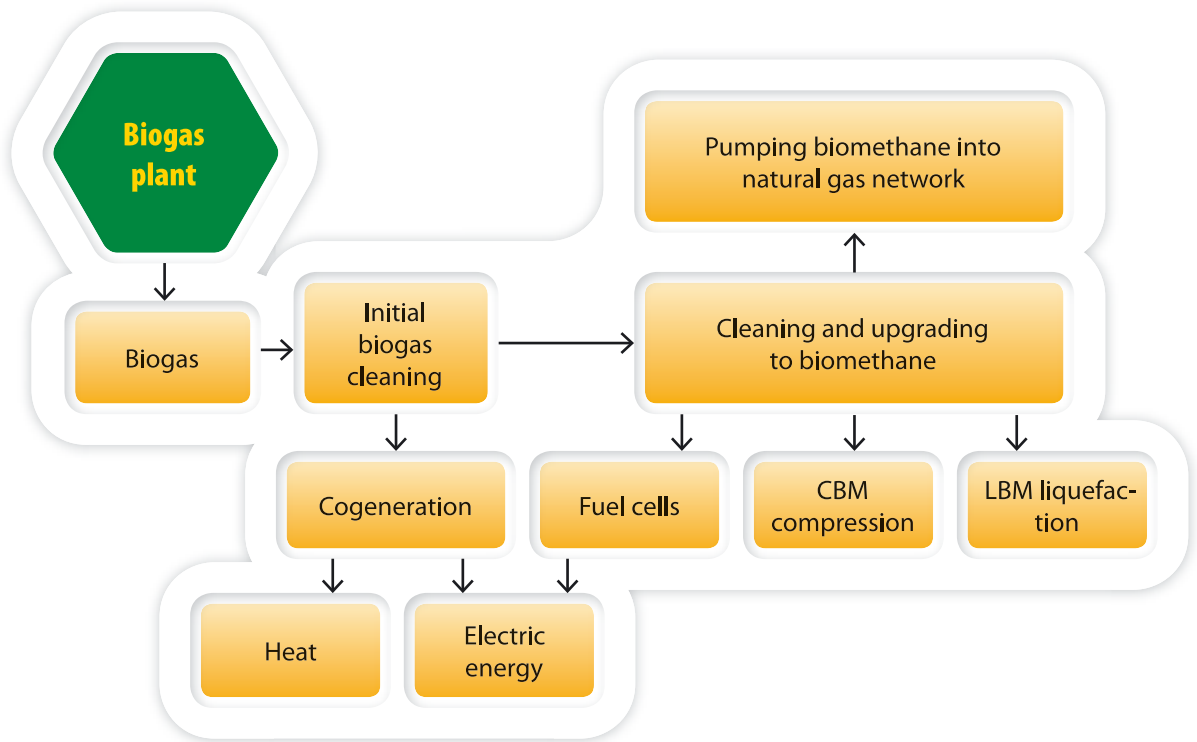 Biogas
plant
Pumping biomethane into
natural gas network
Biogas
Initial
biogas
cleaning
Cleaning and upgrading
to biomethane
Cogeneration
Fuel cells
CBM
compression
LBM liquefac-
tion
Heat
Electric
energy